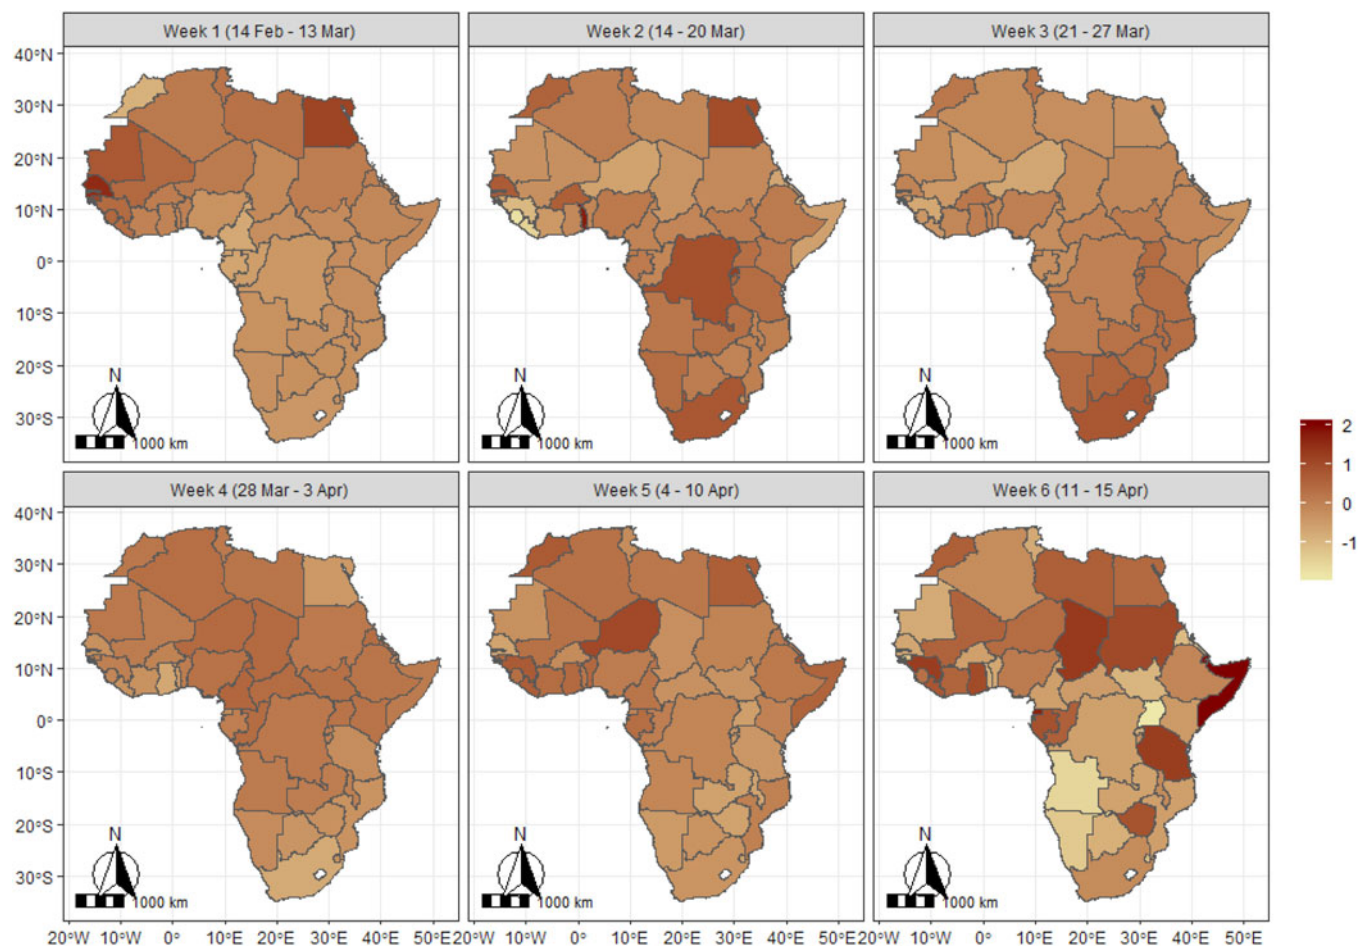 Week 1 (14 Feb - 13 Mar) Week 2 (14 - 20 Mar) Week 3 (21 - 27 Mar)
40°N
30°N
20°N
10°N
0°
10°S
20°S
30°S
N N N
1000 km 1000 km 1000 km
2
1
0
-1
Week 4 (28 Mar - 3 Apr) Week 5 (4 - 10 Apr) Week 6 (11 - 15 Apr)
40°N
30°N
20°N
10°N
0°
10°S
20°S
30°S
N N N
1000 km 1000 km 1000 km
20°W 10°W 0° 10°E 20°E 30°E 40°E 50°E 20°W 10°W 0° 10°E 20°E 30°E 40°E 50°E 20°W 10°W 0° 10°E 20°E 30°E 40°E 50°E